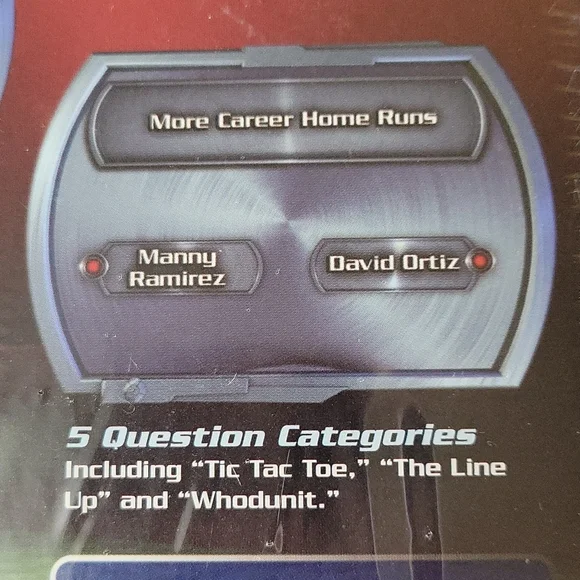 More Career Home Runs
Manny
Ramirez
David Ortiz
5 Question Categories
Including “Tic Tac Toe,” “The Line
Up” and “Whodunit.”